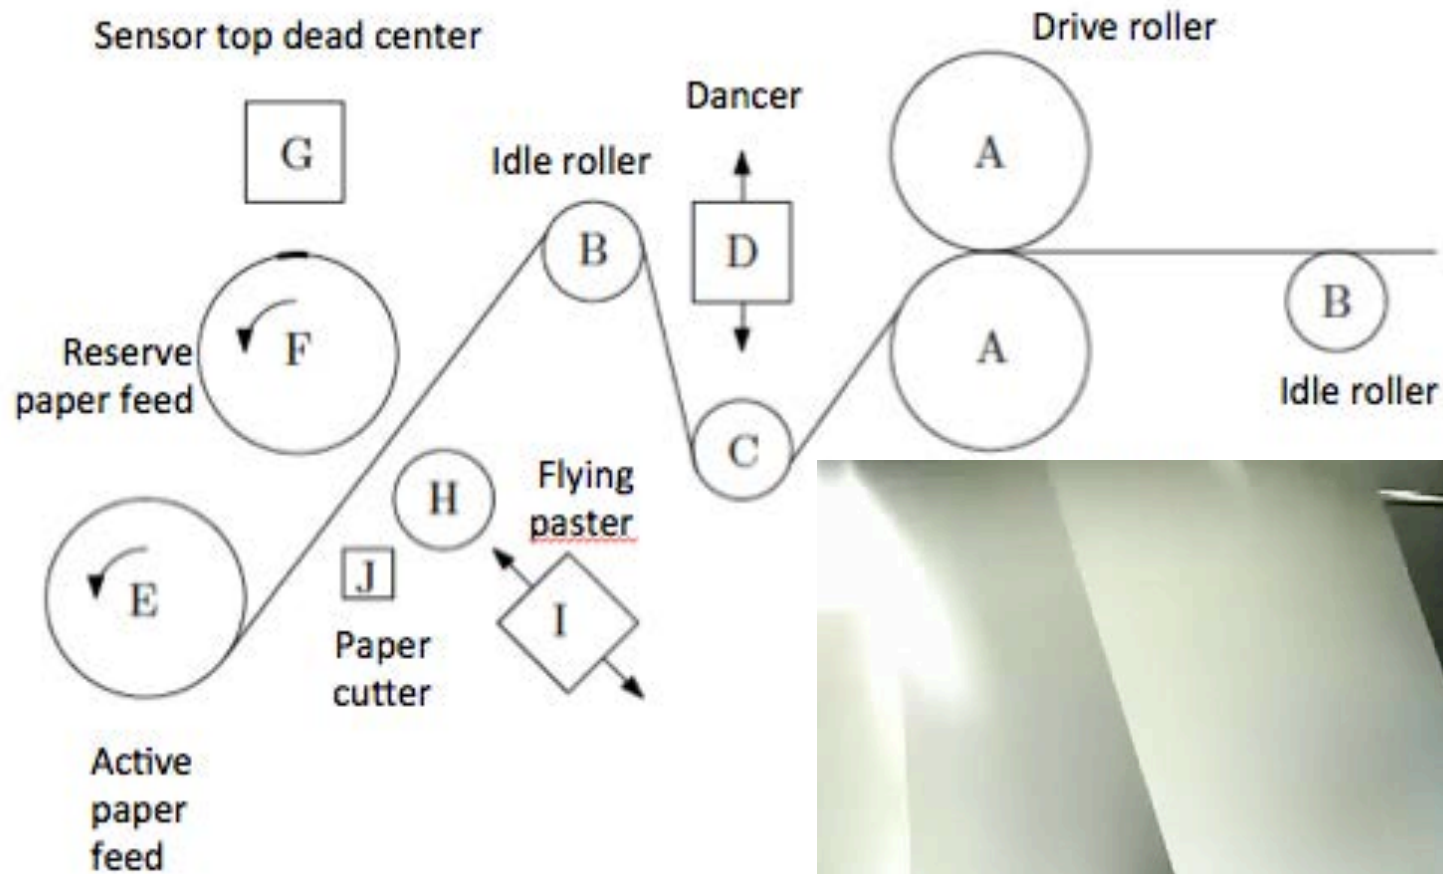 Sensor top dead center
Drive roller
Dancer
G
Idle roller
A
B
D
F
Reserve
paper feed
A
B
Idle roller
C
H
Flying
paster
E
J
I
Paper
cutter
Active
paper
feed